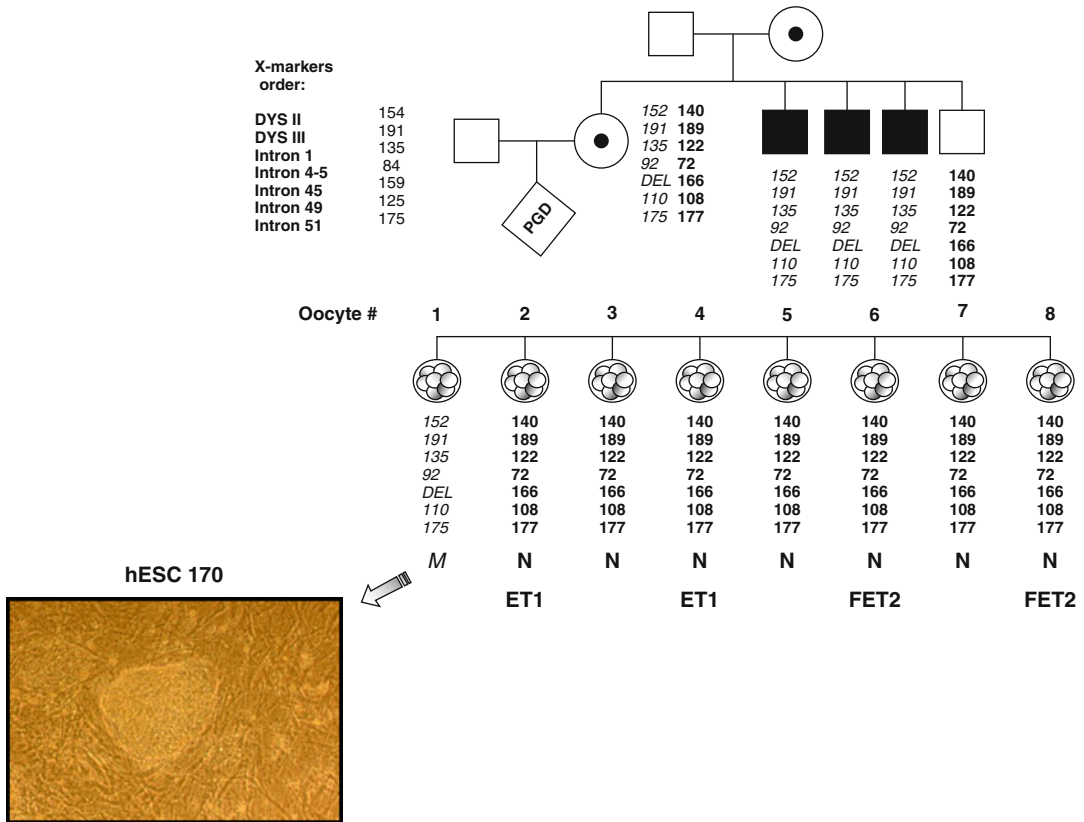 X-markers
order:
DYS II 154
DYS III 191
Intron 1 135
Intron 4-5 84
Intron 45 159
Intron 49 125
Intron 51 175
PGD
152 140
191 189
135 122
92 72
DEL 166
110 108
175 177
152 152 152 140
191 191 191 189
135 135 135 122
92 92 92 72
DEL DEL DEL 166
110 110 110 108
175 175 175 177
Oocyte # 1 2 3 4 5 6 7 8
152 140 140 140 140 140 140 140
191 189 189 189 189 189 189 189
135 122 122 122 122 122 122 122
92 72 72 72 72 72 72 72
DEL 166 166 166 166 166 166 166
110 108 108 108 108 108 108 108
175 177 177 177 177 177 177 177
M N N N N N N N
hESC 170
ET1 ET1 FET2 FET2